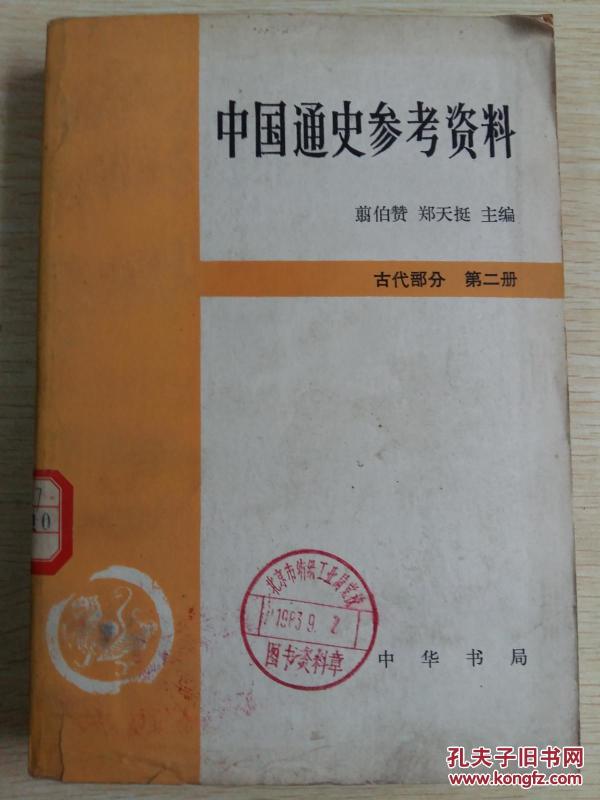 中国通史参考资料
翦伯赞 郑天挺 主编
古代部分 第二册
7
10
北京市纺织工业局党校
1983 9. 2
图书资料章
中华书局
孔夫子旧书网
www.kongfz.com